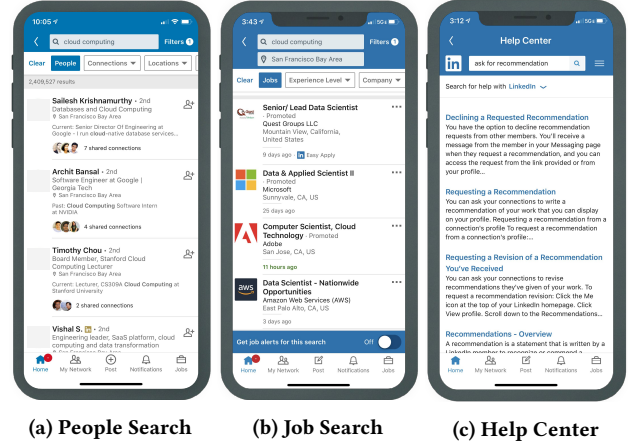 10:05
cloud computing
Filters 1
Clear People Connections Locations
2,409,527 results
Sailesh Krishnamurthy • 2nd
Databases and Cloud Computing
San Francisco Bay Area
Current: Senior Director Of Engineering at
Google - I run cloud-native database services...
7 shared connections
Archit Bansal • 2nd
Software Engineer at Google |
Georgia Tech
San Francisco Bay Area
Past: Cloud Computing Software Intern
at NVIDIA
4 shared connections
Timothy Chou • 2nd
Board Member, Stanford Cloud
Computing Lecturer
San Francisco Bay Area
Current: Lecturer, CS309A Cloud Computing at
Stanford University
2 shared connections
Vishal S. in • 2nd
Engineering leader, SaaS platform, cloud
computing and data transformation
San Francisco Bay Area
Home My Network Post Notifications Jobs
(a) People Search
3:43
5G
cloud computing
Filters 1
San Francisco Bay Area
Clear Jobs Experience Level Company
Senior/ Lead Data Scientist
· Promoted
Quest Groups LLC
Mountain View, California,
United States
9 days ago · in Easy Apply
Data & Applied Scientist II
· Promoted
Microsoft
Sunnyvale, CA, US
25 days ago
Computer Scientist, Cloud
Technology · Promoted
Adobe
San Jose, CA, US
11 hours ago
aws
Data Scientist - Nationwide
Opportunities
Amazon Web Services (AWS)
East Palo Alto, CA, US
3 days ago
Get job alerts for this search Off
Home My Network Post Notifications Jobs
(b) Job Search
3:12
5G
Help Center
in ask for recommendation
Search for help with LinkedIn
Declining a Requested Recommendation
You have the option to decline recommendation
requests from other members. You'll receive a
message from the member in your Messaging page
when they request a recommendation, and you can
access the request from the link provided or from
your profile...
Requesting a Recommendation
You can ask your connections to write a
recommendation of your work that you can display
on your profile. Requesting a recommendation from a
connection's profile To request a recommendation
from a connection's profile:...
Requesting a Revision of a Recommendation
You've Received
You can ask your connections to revise
recommendations they've given of your work. To
request a recommendation revision: Click the Me
icon at the top of your LinkedIn homepage. Click
View profile. Scroll down to the Recommendations...
Recommendations - Overview
A recommendation is a statement that is written by a
LinkedIn member to recognize or commend a
Home My Network Post Notifications Jobs
(c) Help Center